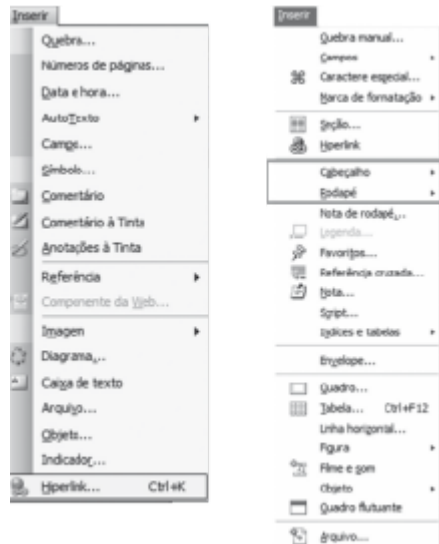 Inserir
Quebra...
Números de páginas...
Data e hora...
AutoTexto
Campo...
Símbolo...
Comentário
Comentário à Tinta
Anotações à Tinta
Referência
Componente da Web...
Imagem
Diagrama...
Caixa de texto
Arquivo...
Objeto...
Indicador...
Hiperlink... Ctrl+K
Inserir
Quebra manual...
Campos
Caractere especial...
Marca de formatação
Seção...
Hiperlink
Cabeçalho
Rodapé
Nota de rodapé...
Legenda...
Favoritos...
Referência cruzada...
Nota...
Script...
Índices e tabelas
Envelope...
Quadro...
Tabela... Ctrl+F12
Linha horizontal...
Figura
Filme e som
Objeto
Quadro flutuante
Arquivo...